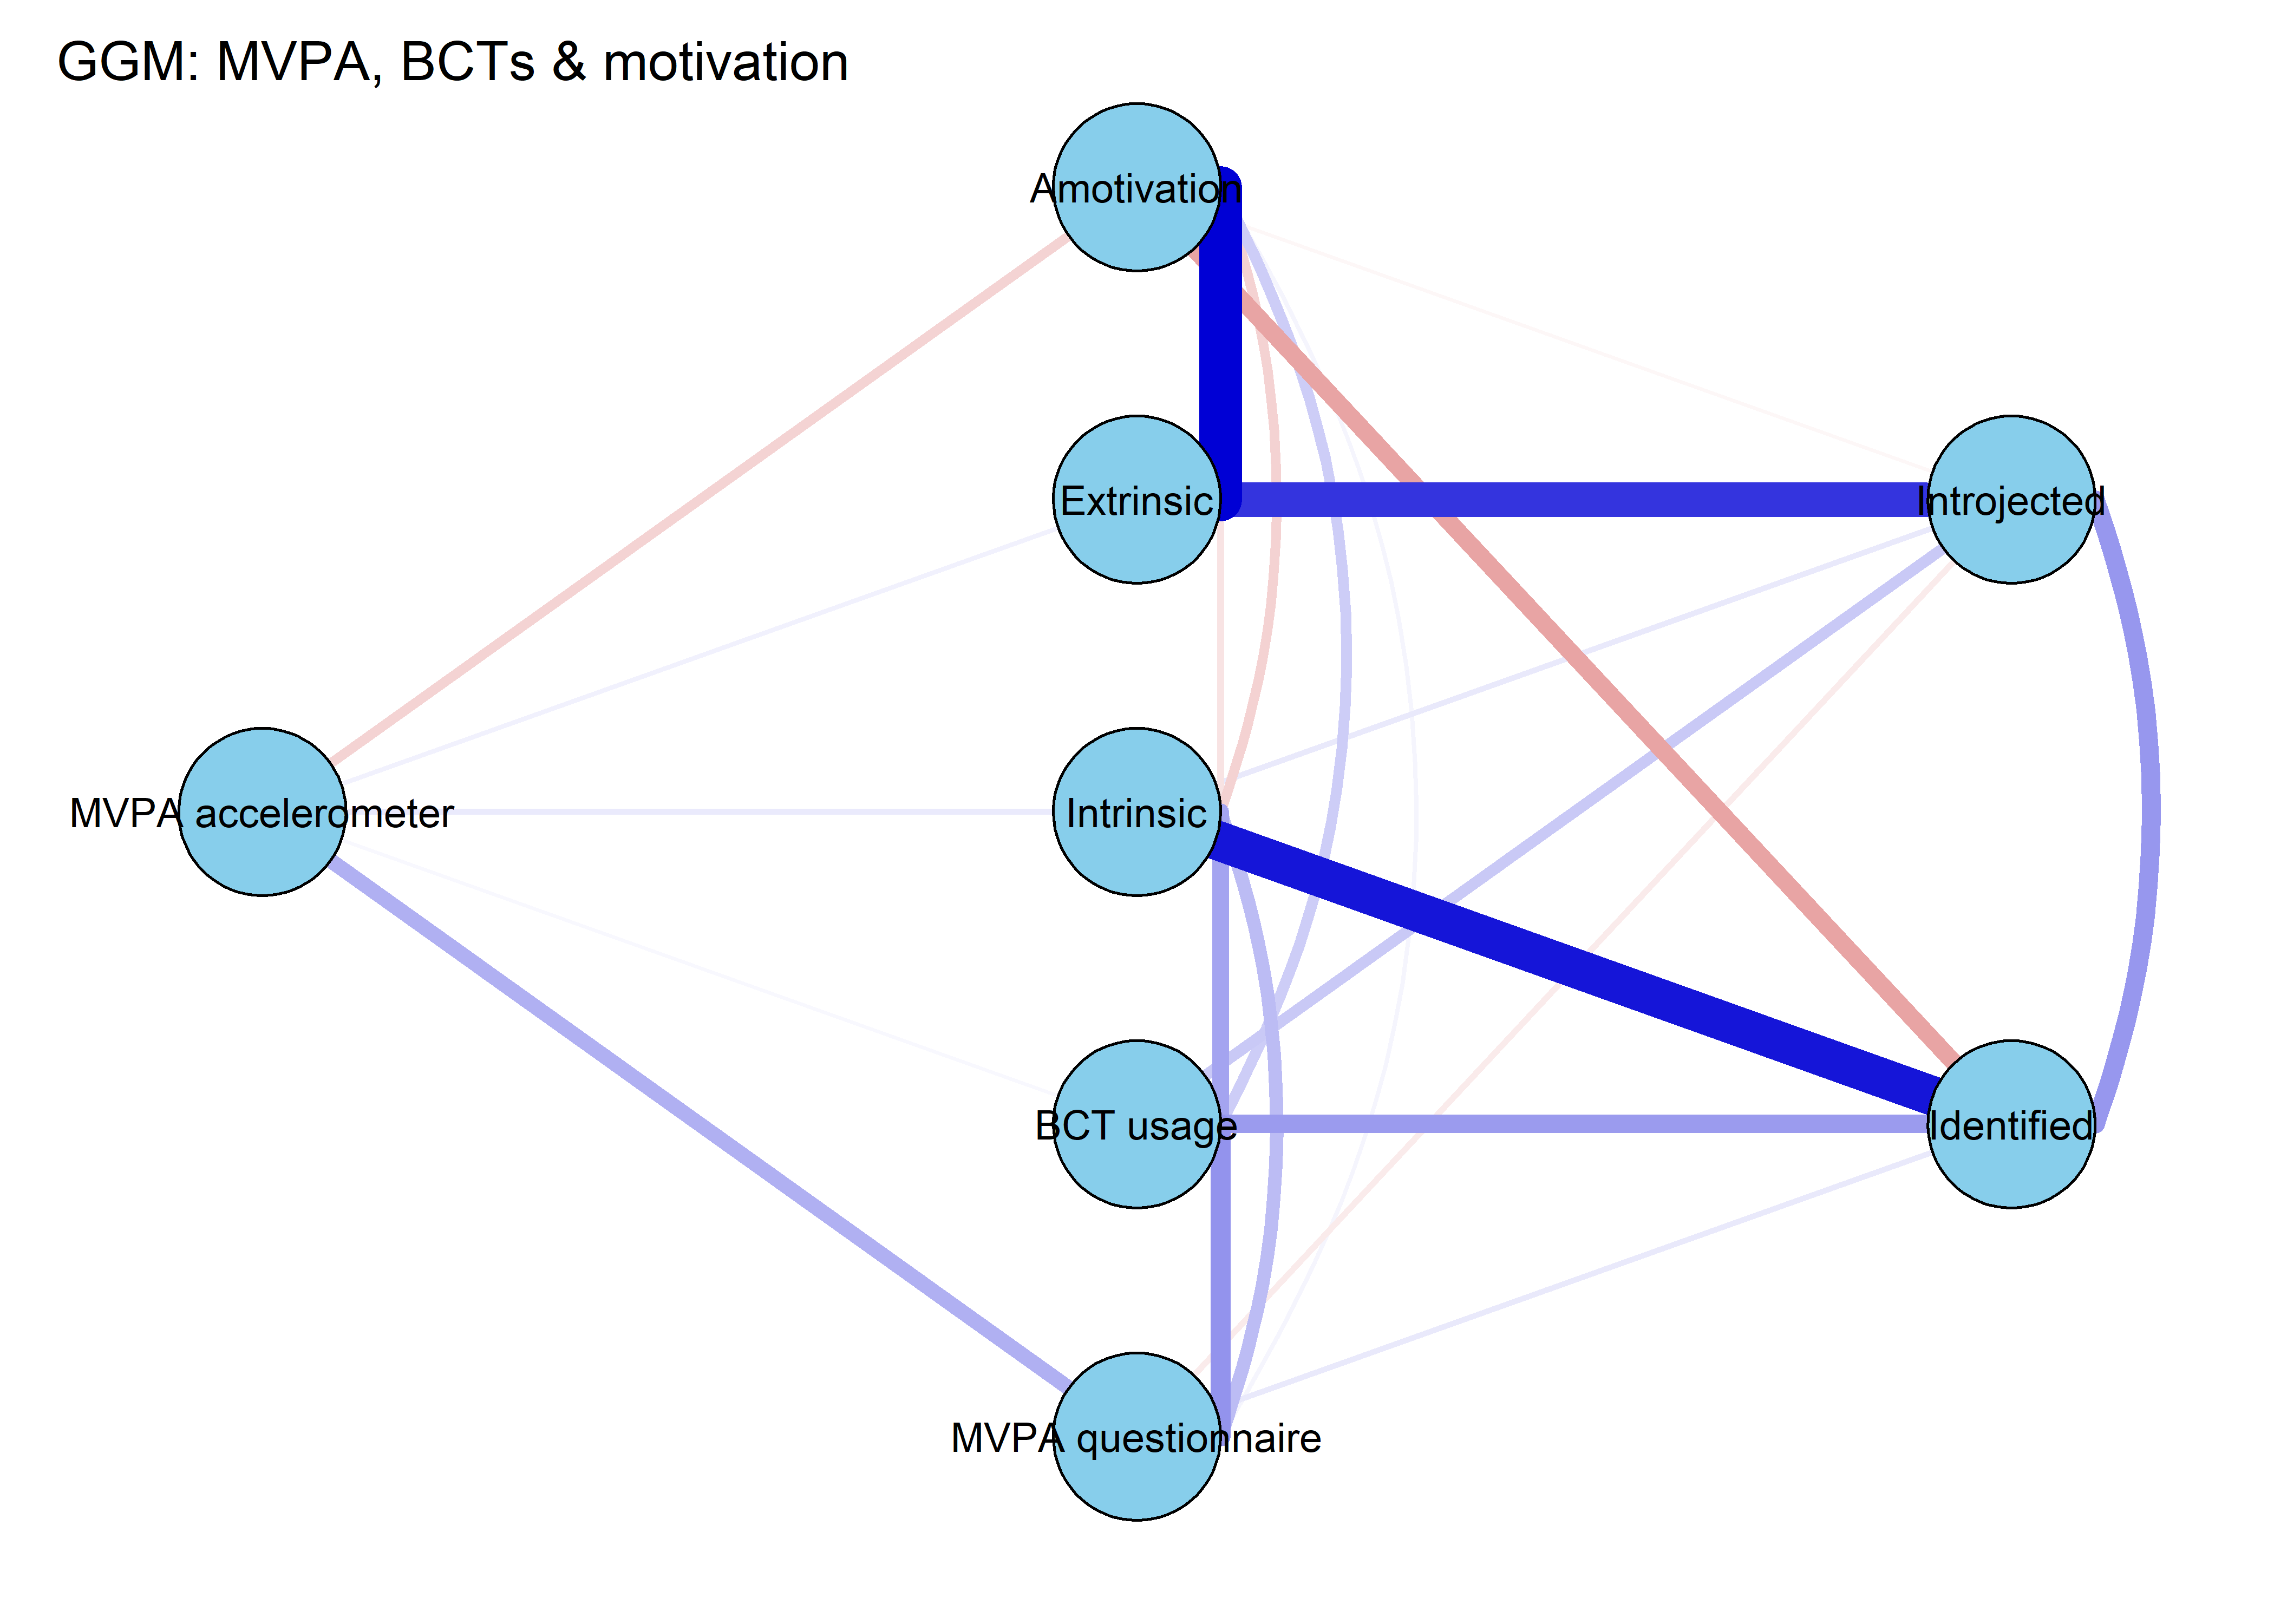 GGM: MVPA, BCTs & motivation
Amotivation
Extrinsic
Introjected
MVPA accelerometer
Intrinsic
BCT usage
Identified
MVPA questionnaire